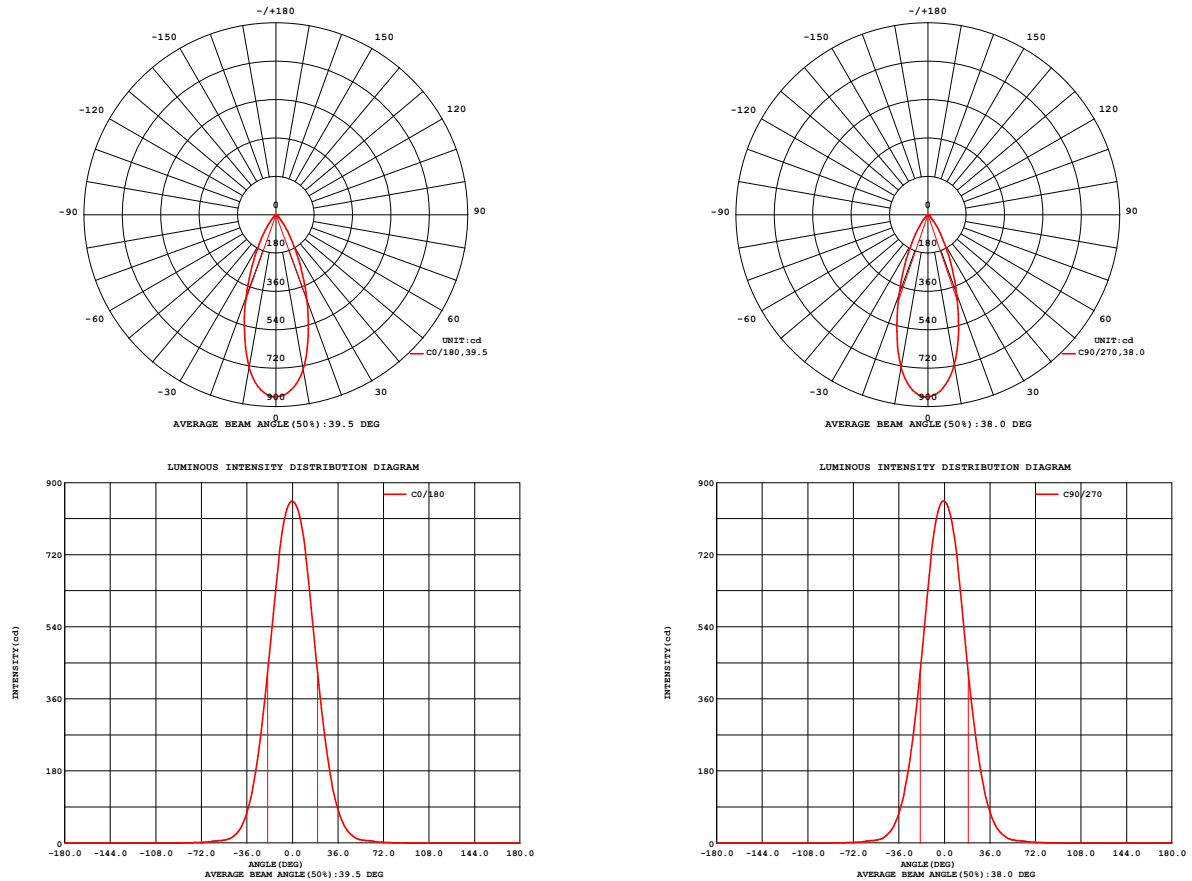 -/+180
-150 150
-120 120
-90 90
-60 60
-30 30
0
180
360
540
720
900
0
UNIT:cd
C0/180,39.5
AVERAGE BEAM ANGLE(50%):39.5 DEG
-/+180
-150 150
-120 120
-90 90
-60 60
-30 30
0
180
360
540
720
900
0
UNIT:cd
C90/270,38.0
AVERAGE BEAM ANGLE(50%):38.0 DEG
LUMINOUS INTENSITY DISTRIBUTION DIAGRAM
C0/180
900
720
540
360
180
0
INTENSITY(cd)
-180.0 -144.0 -108.0 -72.0 -36.0 0.0 36.0 72.0 108.0 144.0 180.0
ANGLE(DEG)
AVERAGE BEAM ANGLE(50%):39.5 DEG
LUMINOUS INTENSITY DISTRIBUTION DIAGRAM
C90/270
900
720
540
360
180
0
INTENSITY(cd)
-180.0 -144.0 -108.0 -72.0 -36.0 0.0 36.0 72.0 108.0 144.0 180.0
ANGLE(DEG)
AVERAGE BEAM ANGLE(50%):38.0 DEG